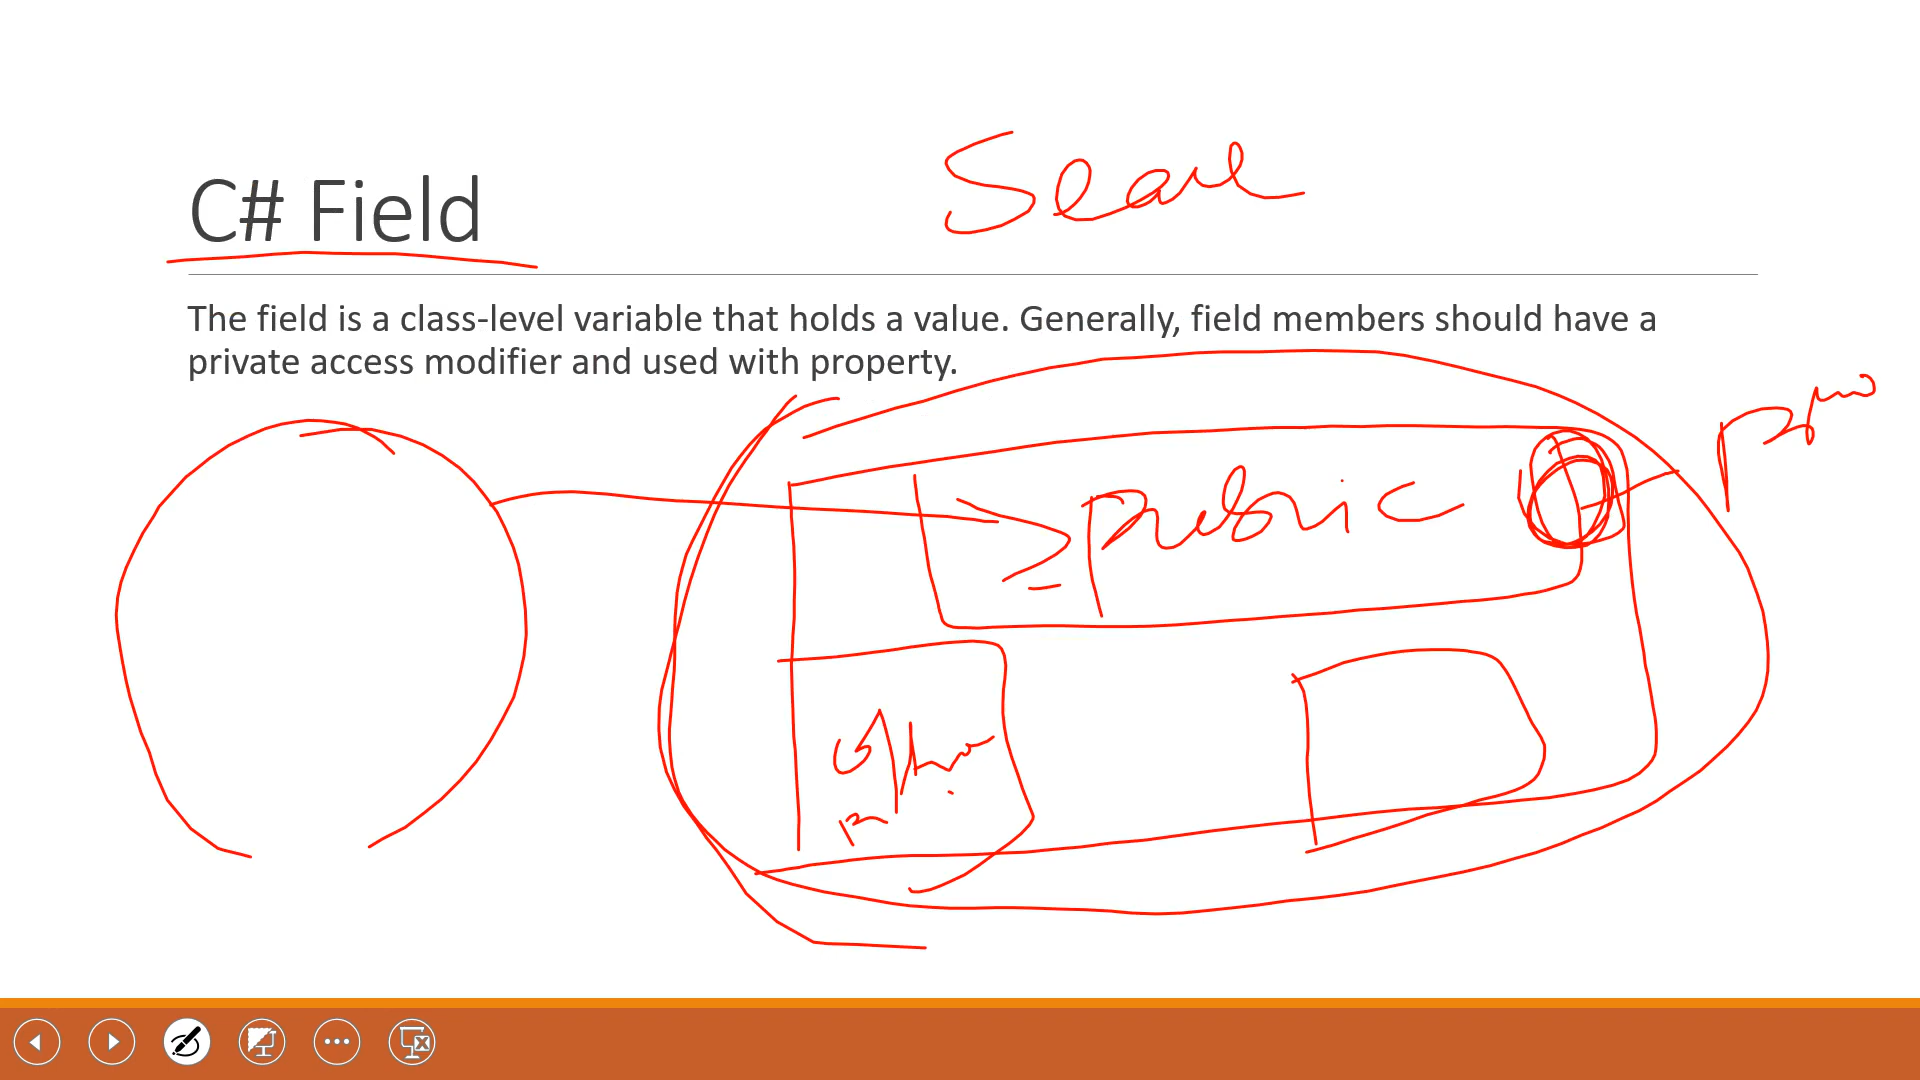 C# Field
The field is a class-level variable that holds a value. Generally, field members should have a
private access modifier and used with property.
Public